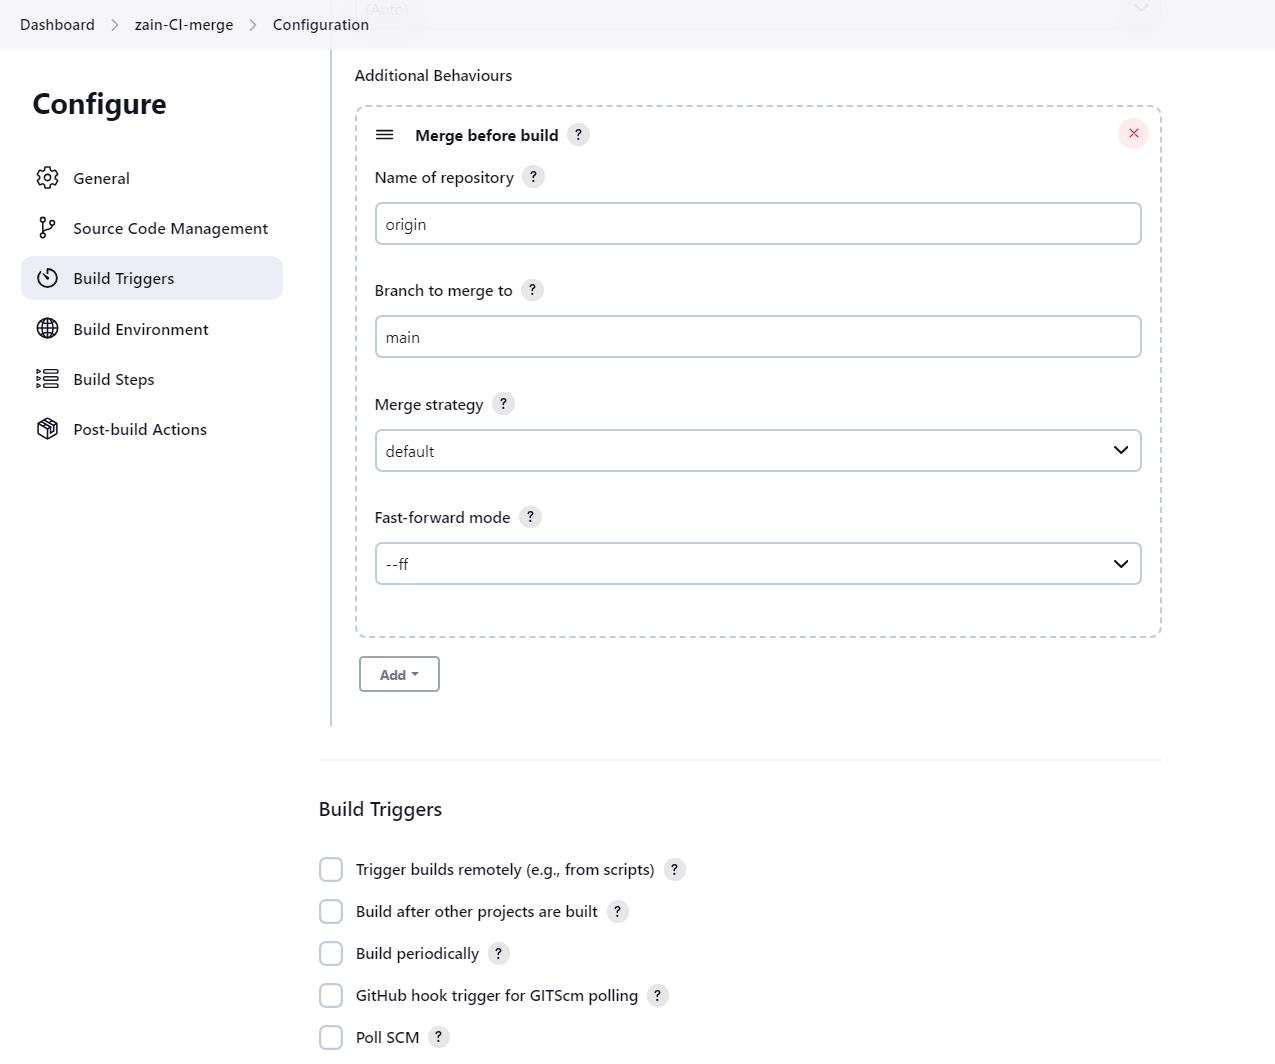 (Auto)
Dashboard > zain-CI-merge > Configuration
Configure
General
Source Code Management
Build Triggers
Build Environment
Build Steps
Post-build Actions
Additional Behaviours
Merge before build ?
Name of repository ?
origin
Branch to merge to ?
main
Merge strategy ?
default
Fast-forward mode ?
--ff
Add
Build Triggers
Trigger builds remotely (e.g., from scripts) ?
Build after other projects are built ?
Build periodically ?
GitHub hook trigger for GITScm polling ?
Poll SCM ?